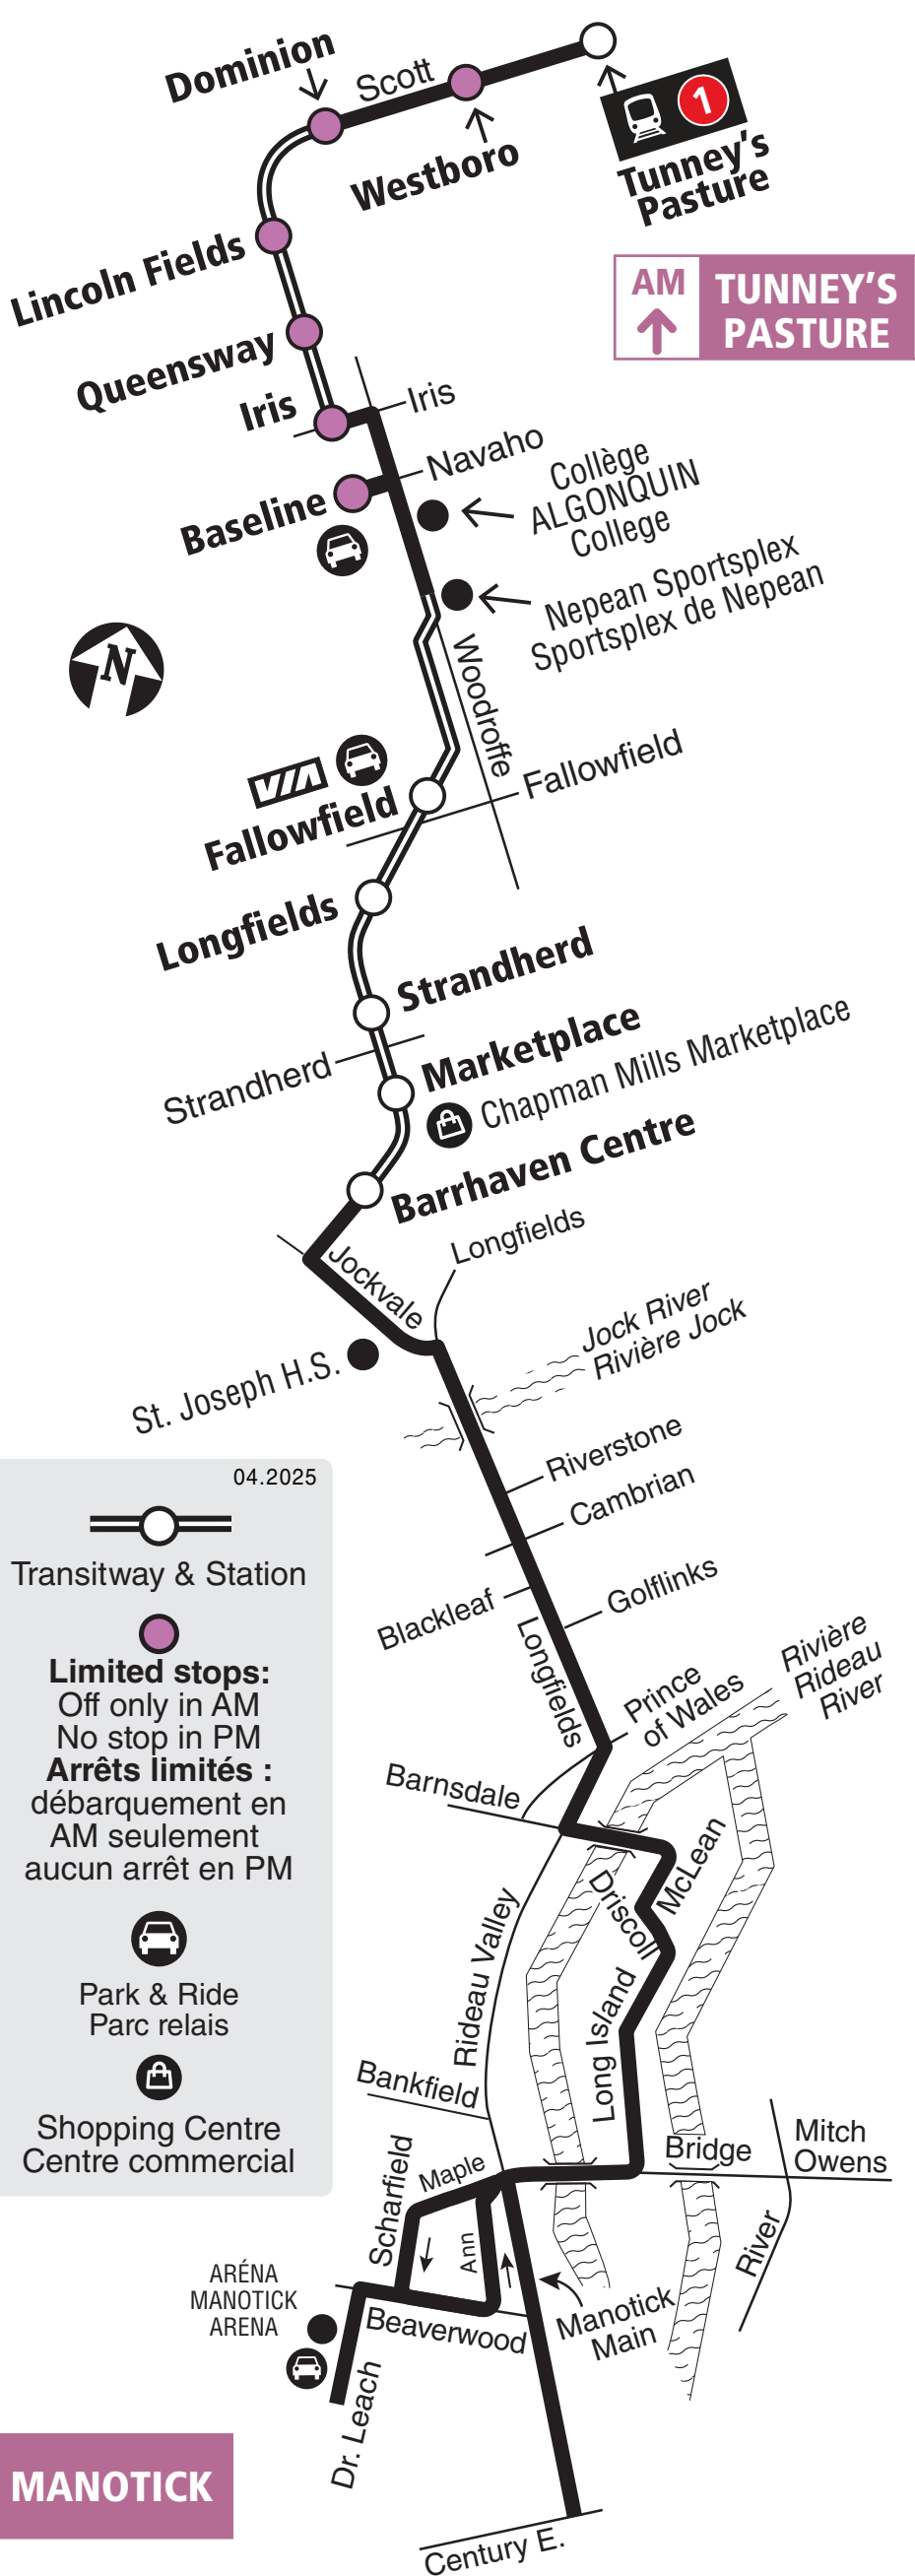 Dominion
Scott
Westboro
1
Tunney's
Pasture
Lincoln Fields
AM
TUNNEY'S
PASTURE
Queensway
Iris
Iris
Navaho
Baseline
Collège
ALGONQUIN
College
Nepean Sportsplex
Sportsplex de Nepean
N
Woodroffe
VIA
Fallowfield
Fallowfield
Longfields
Strandherd
Marketplace
Strandherd
Chapman Mills Marketplace
Barrhaven Centre
Longfields
Jockvale
Jock River
Rivière Jock
St. Joseph H.S.
Riverstone
Cambrian
Golflinks
Blackleaf
Longfields
04.2025
Transitway & Station
Limited stops:
Off only in AM
No stop in PM
Arrêts limités :
débarquement en
AM seulement
aucun arrêt en PM
Park & Ride
Parc relais
Shopping Centre
Centre commercial
Rivière
Rideau
River
Prince
of Wales
Barnsdale
McLean
Driscoll
Rideau Valley
Long Island
Bankfield
Bridge
Mitch
Owens
Maple
Scharfield
Ann
River
ARÉNA
MANOTICK
ARENA
Beaverwood
Manotick
Main
Dr. Leach
MANOTICK
Century E.